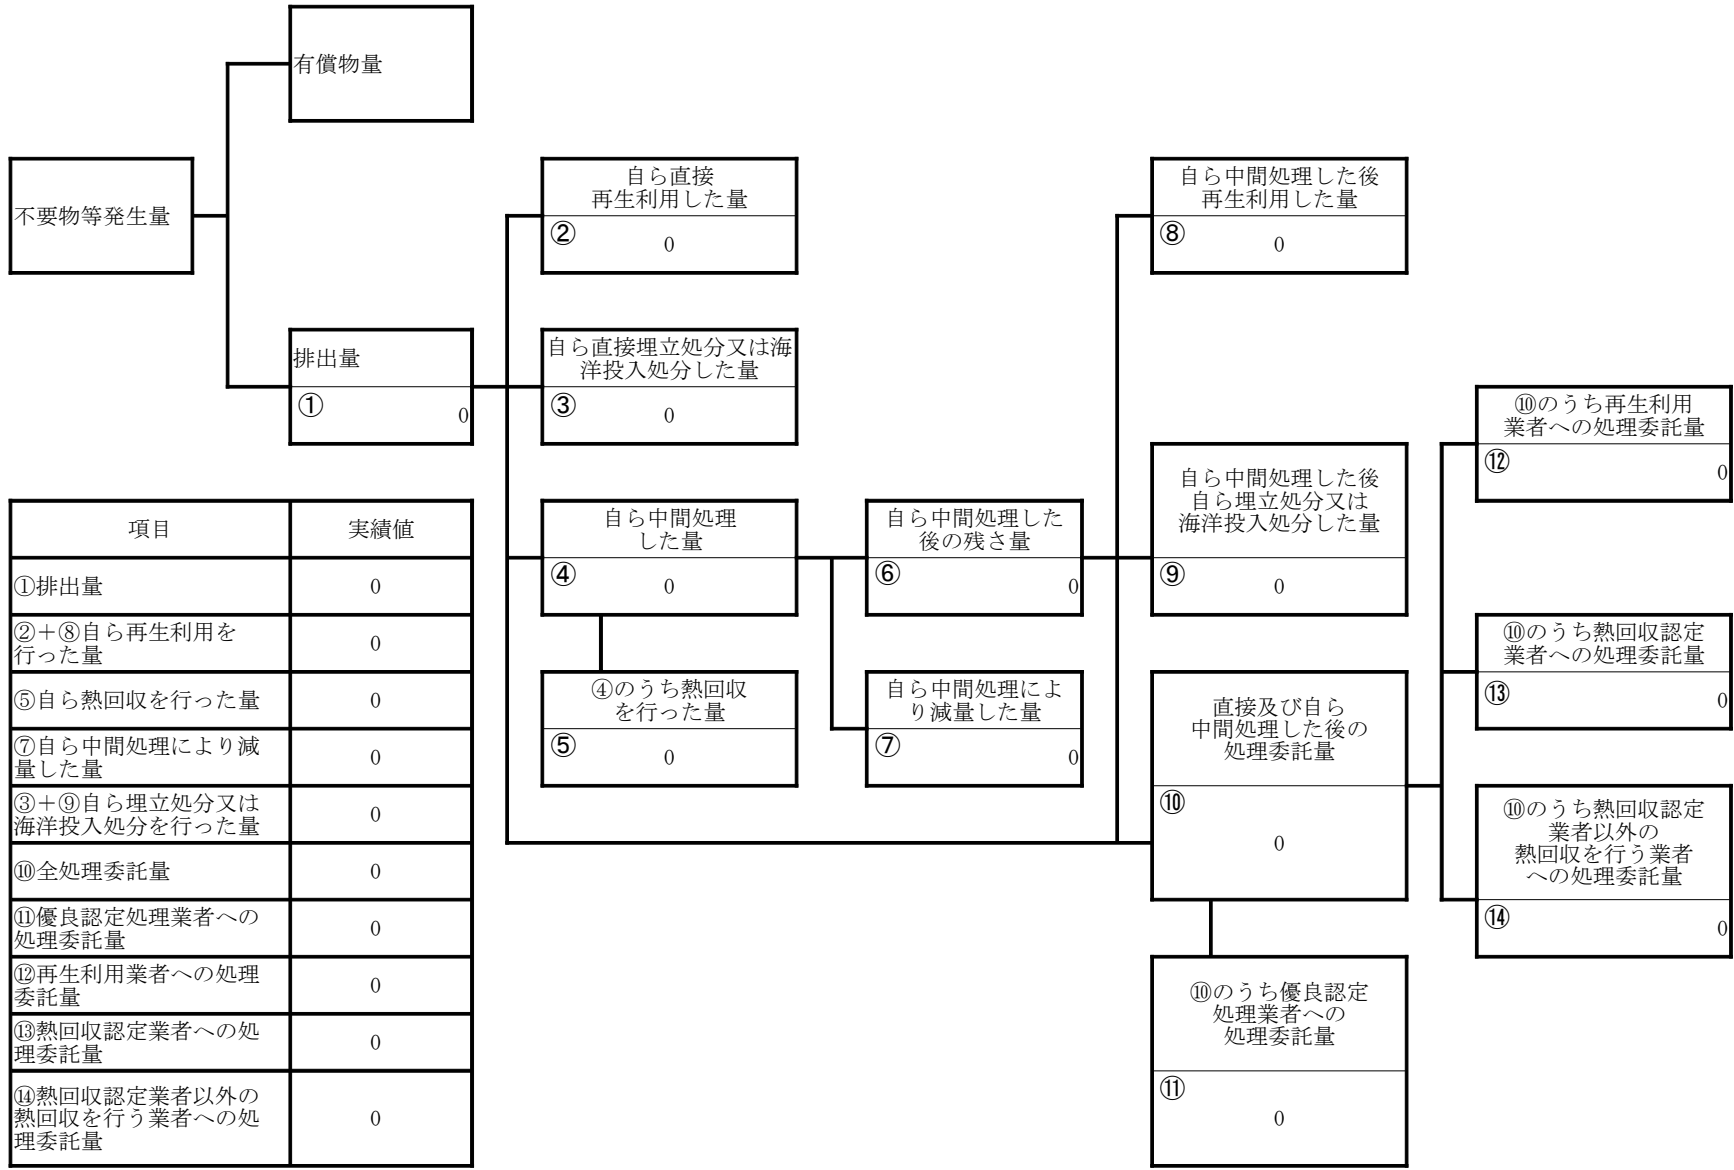 有償物量
不要物等発生量
自ら直接
再生利用した量
②
0
自ら中間処理した後
再生利用した量
⑧
0
排出量
①
0
自ら直接埋立処分又は海
洋投入処分した量
③
0
⑩のうち再生利用
業者への処理委託量
⑫
0
自ら中間処理
した量
④
0
自ら中間処理した
後の残さ量
⑥
0
自ら中間処理した後
自ら埋立処分又は
海洋投入処分した量
⑨
0
⑩のうち熱回収認定
業者への処理委託量
⑬
0
④のうち熱回収
を行った量
⑤
0
自ら中間処理によ
り減量した量
⑦
0
直接及び自ら
中間処理した後の
処理委託量
⑩
0
⑩のうち熱回収認定
業者以外の
熱回収を行う業者
への処理委託量
⑭
0
⑩のうち優良認定
処理業者への
処理委託量
⑪
0
項目 実績値
①排出量 0
②+⑧自ら再生利用を
行った量 0
⑤自ら熱回収を行った量 0
⑦自ら中間処理により減
量した量 0
③+⑨自ら埋立処分又は
海洋投入処分を行った量 0
⑩全処理委託量 0
⑪優良認定処理業者への
処理委託量 0
⑫再生利用業者への処理
委託量 0
⑬熱回収認定業者への処
理委託量 0
⑭熱回収認定業者以外の
熱回収を行う業者への処 0
理委託量